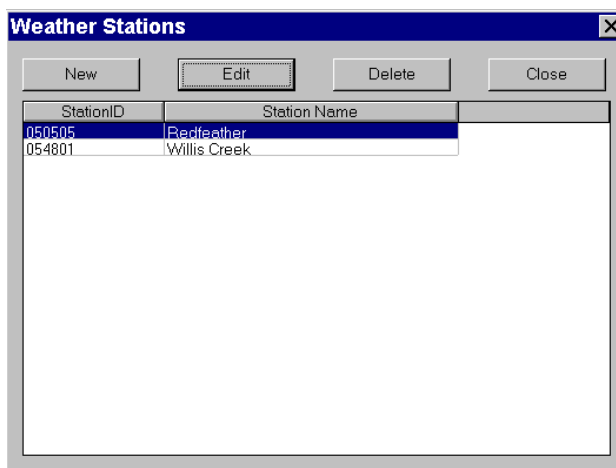 Weather Stations
New Edit Delete Close
StationID Station Name
050505 Redfeather
054801 Willis Creek